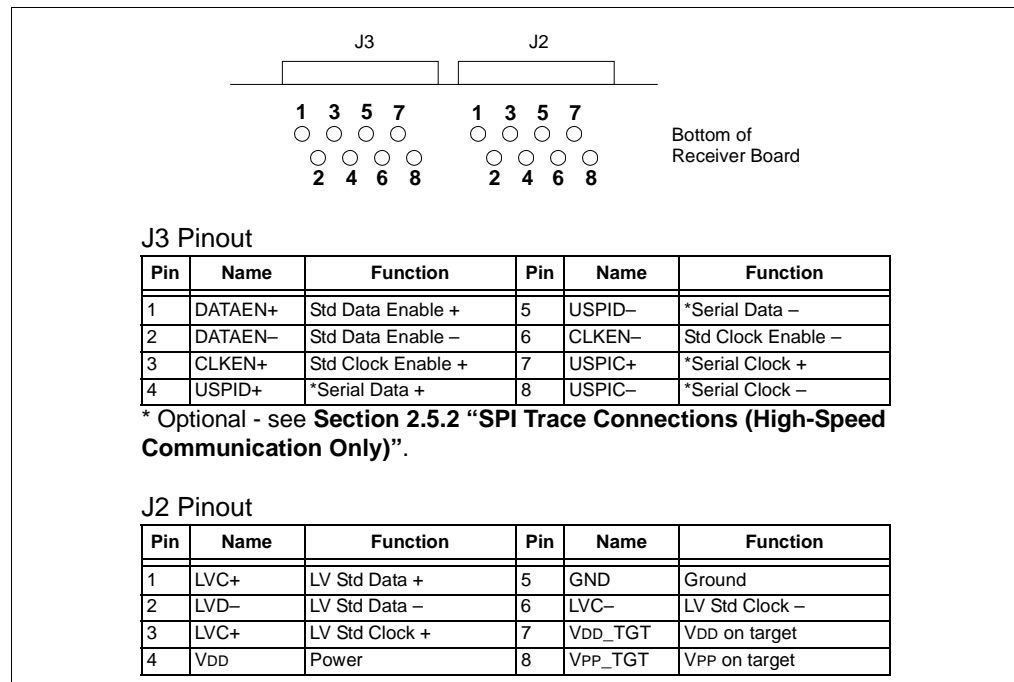 J3 J2
1 3 5 7 1 3 5 7
Bottom of
Receiver Board
2 4 6 8 2 4 6 8
J3 Pinout
Pin Name Function Pin Name Function
1 DATAEN+ Std Data Enable + 5 USPID– *Serial Data –
2 DATAEN– Std Data Enable – 6 CLKEN– Std Clock Enable –
3 CLKEN+ Std Clock Enable + 7 USPIC+ *Serial Clock +
4 USPID+ *Serial Data + 8 USPIC– *Serial Clock –
* Optional - see Section 2.5.2 “SPI Trace Connections (High-Speed
Communication Only)”.
J2 Pinout
Pin Name Function Pin Name Function
1 LVC+ LV Std Data + 5 GND Ground
2 LVD– LV Std Data – 6 LVC– LV Std Clock –
3 LVC+ LV Std Clock + 7 VDD_TGT VDD on target
4 VDD Power 8 VPP_TGT VPP on target